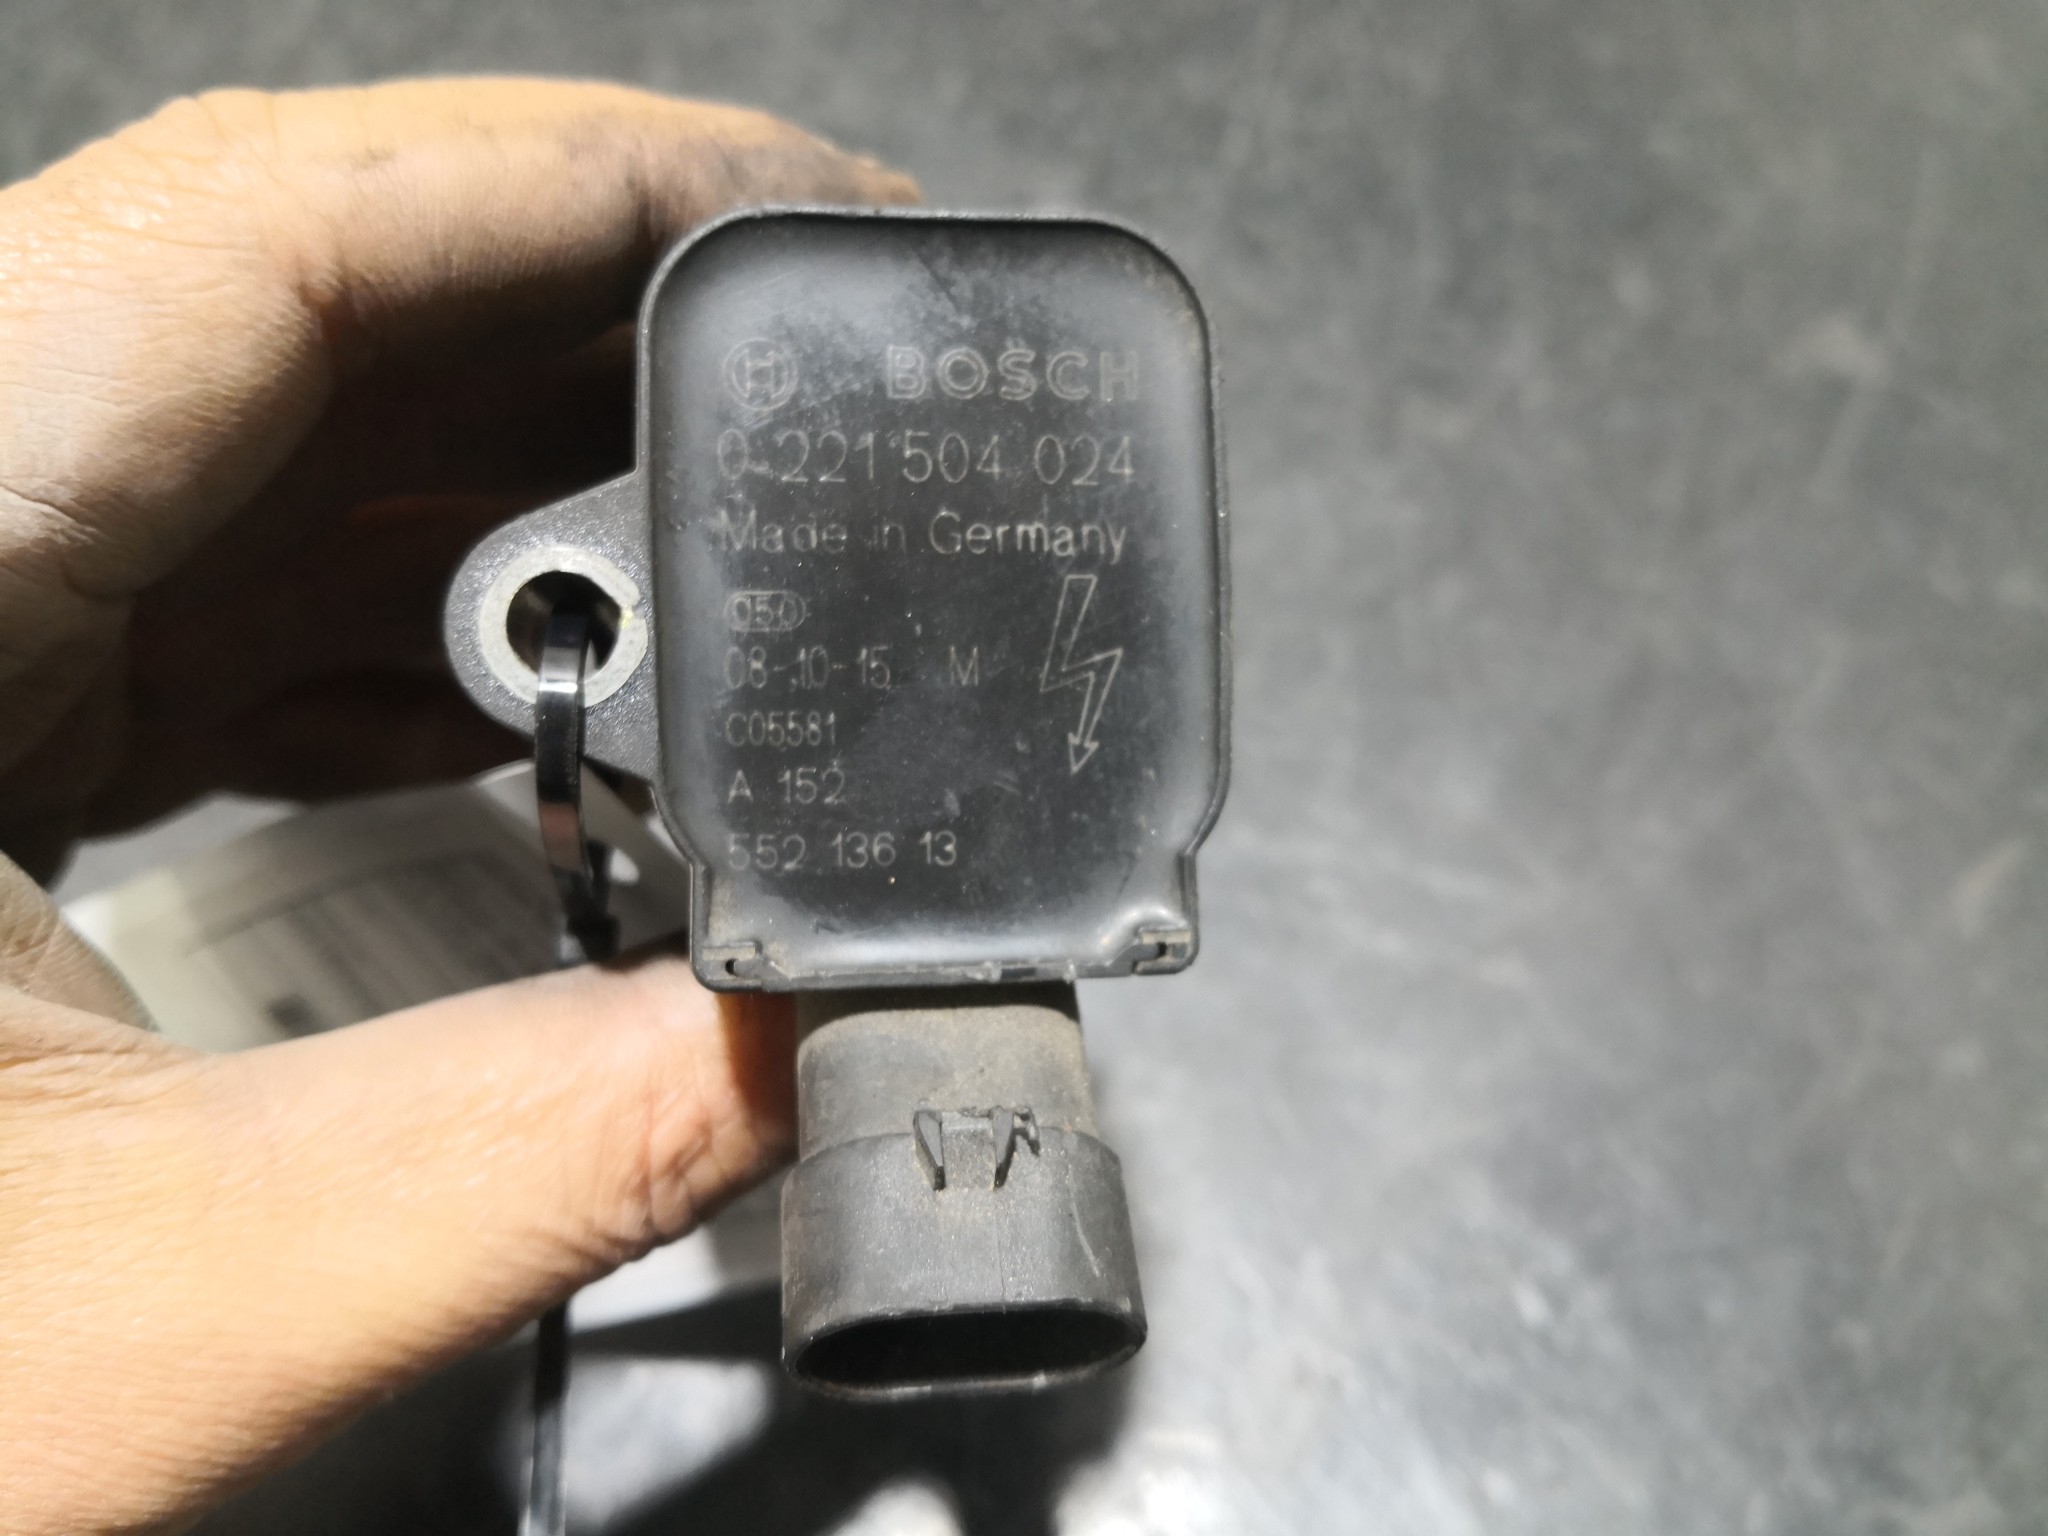 BOSCH
0 221 504 024
Made in Germany
050
08-10-15 M
C05581
A 152
552 136 13